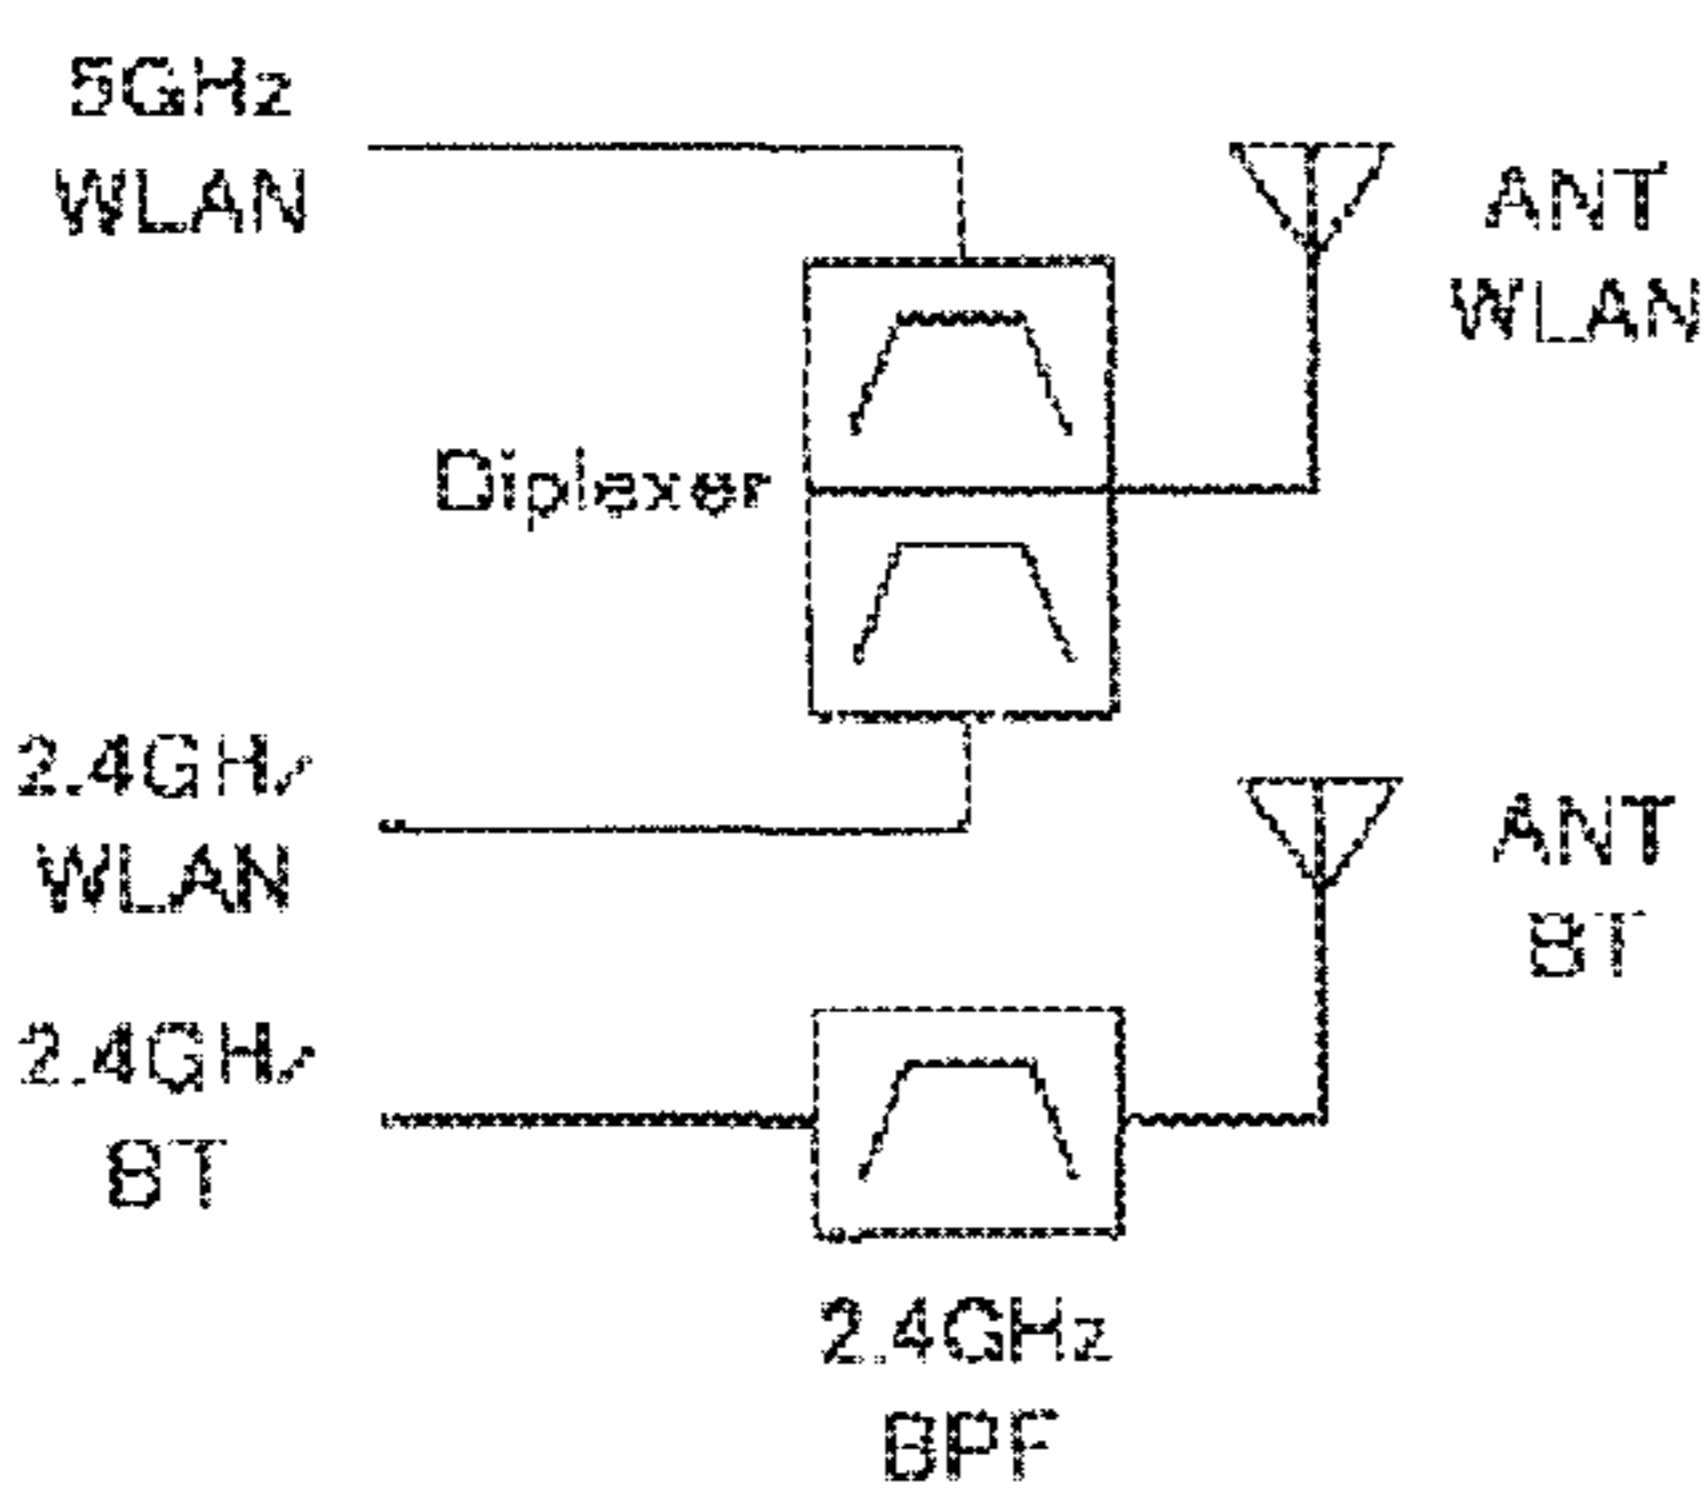 5GHz
WLAN
ANT
WLAN
Diplexer
2.4GHz
WLAN
ANT
BT
2.4GHz
BT
2.4GHz
BPF